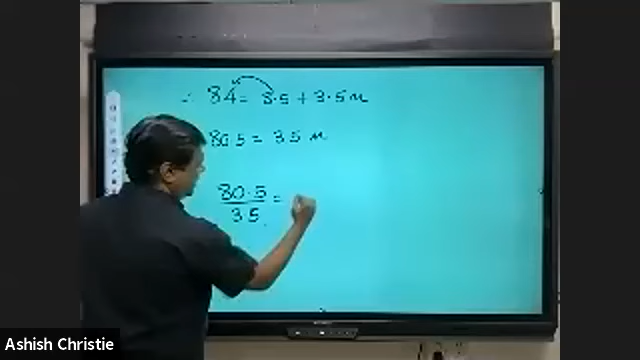 ∴ 84 = 3.5 + 3.5 n
80.5 = 3.5 n
80.5
3.5 =
Ashish Christie